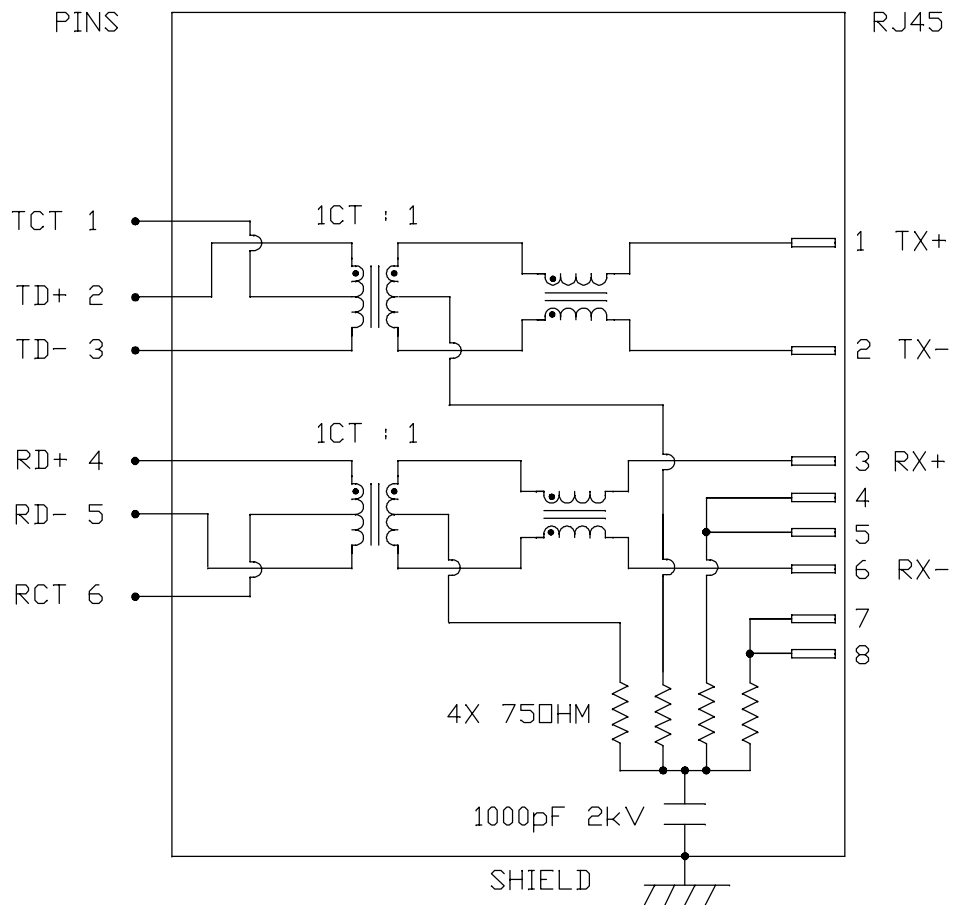 PINS RJ45
TCT 1
1CT : 1
1 TX+
TD+ 2
TD- 3
2 TX-
1CT : 1
RD+ 4
3 RX+
4
RD- 5
5
6 RX-
RCT 6
7
8
4X 75OHM
1000pF 2kV
SHIELD